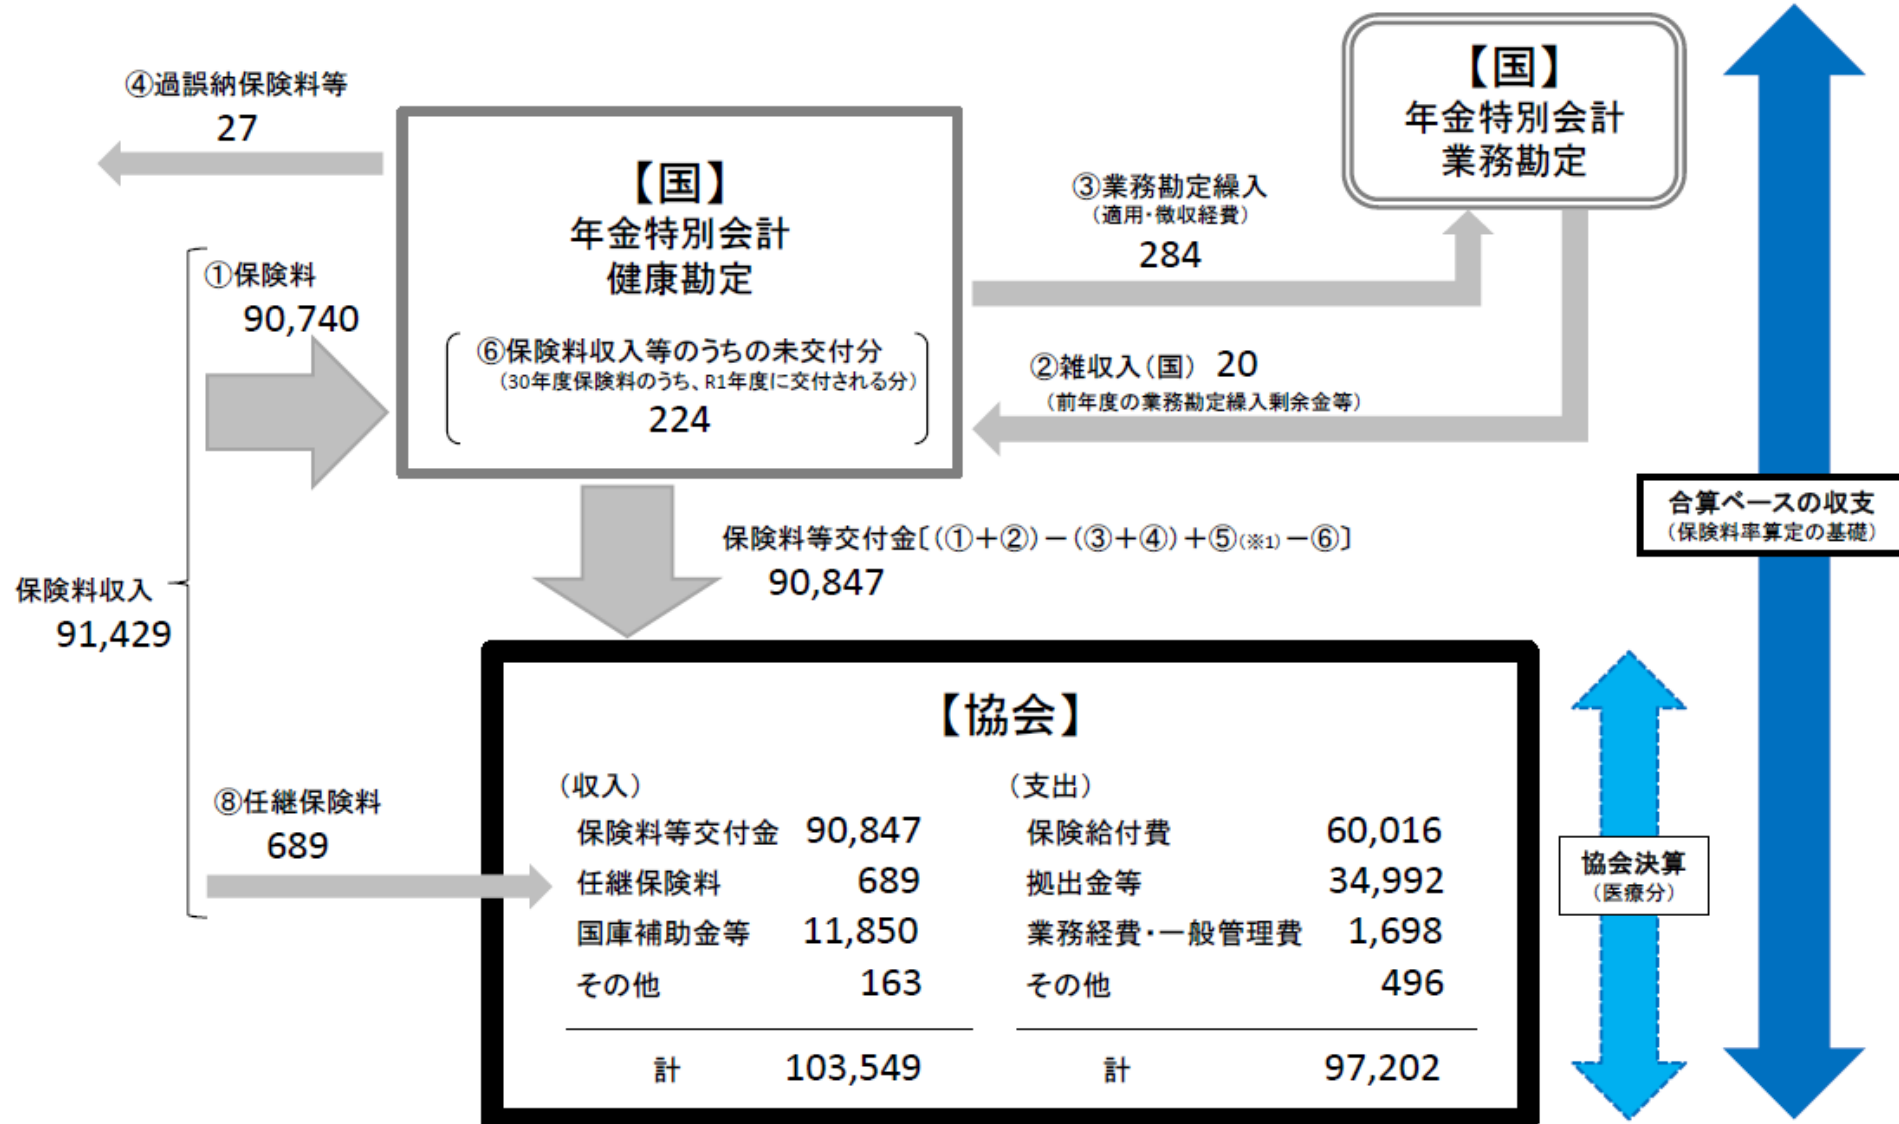 ④過誤納保険料等
27
【国】
年金特別会計
業務勘定
【国】
年金特別会計
健康勘定
③業務勘定繰入
（適用・徴収経費）
284
①保険料
90,740
⑥保険料収入等のうちの未交付分
（30年度保険料のうち、R1年度に交付される分）
224
②雑収入（国） 20
（前年度の業務勘定繰入剰余金等）
合算ベースの収支
（保険料率算定の基礎）
保険料等交付金〔（①＋②）－（③＋④）＋⑤（※1）－⑥〕
90,847
保険料収入
91,429
【協会】
（収入）
保険料等交付金 90,847
任継保険料 689
国庫補助金等 11,850
その他 163
計 103,549
（支出）
保険給付費 60,016
拠出金等 34,992
業務経費・一般管理費 1,698
その他 496
計 97,202
⑧任継保険料
689
協会決算
（医療分）